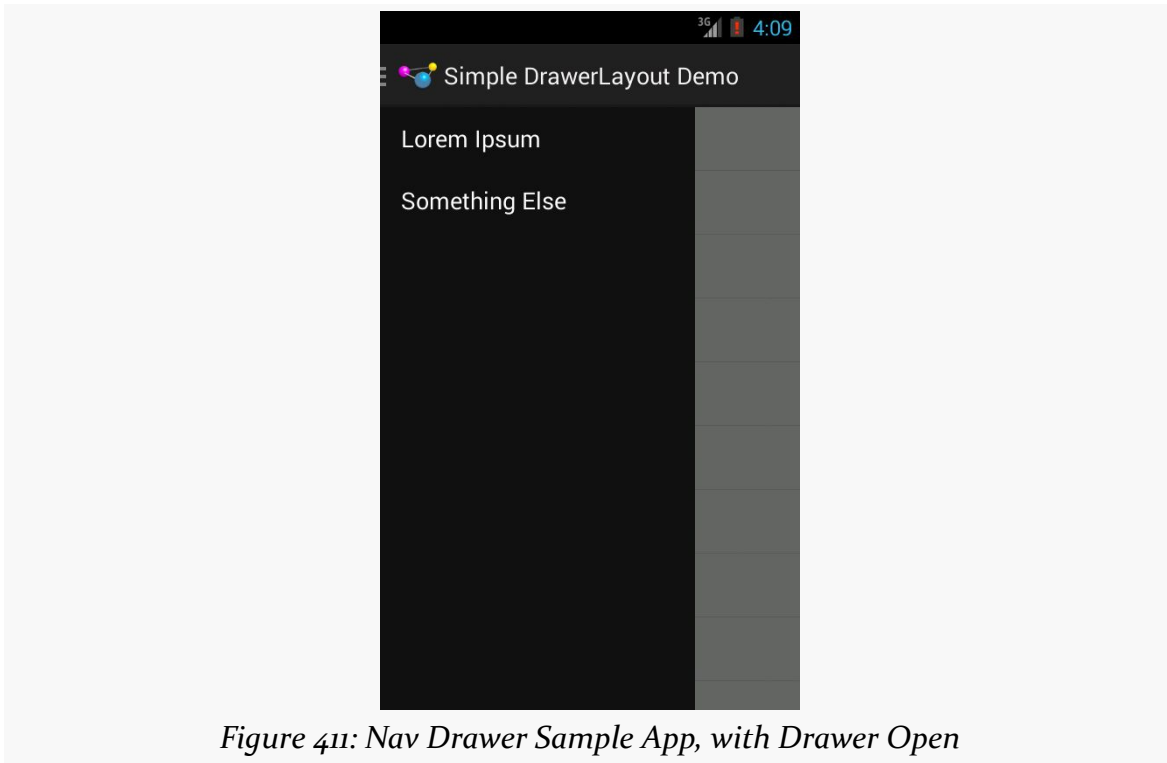 3G 4:09
Simple DrawerLayout Demo
Lorem Ipsum
Something Else
Figure 411: Nav Drawer Sample App, with Drawer Open